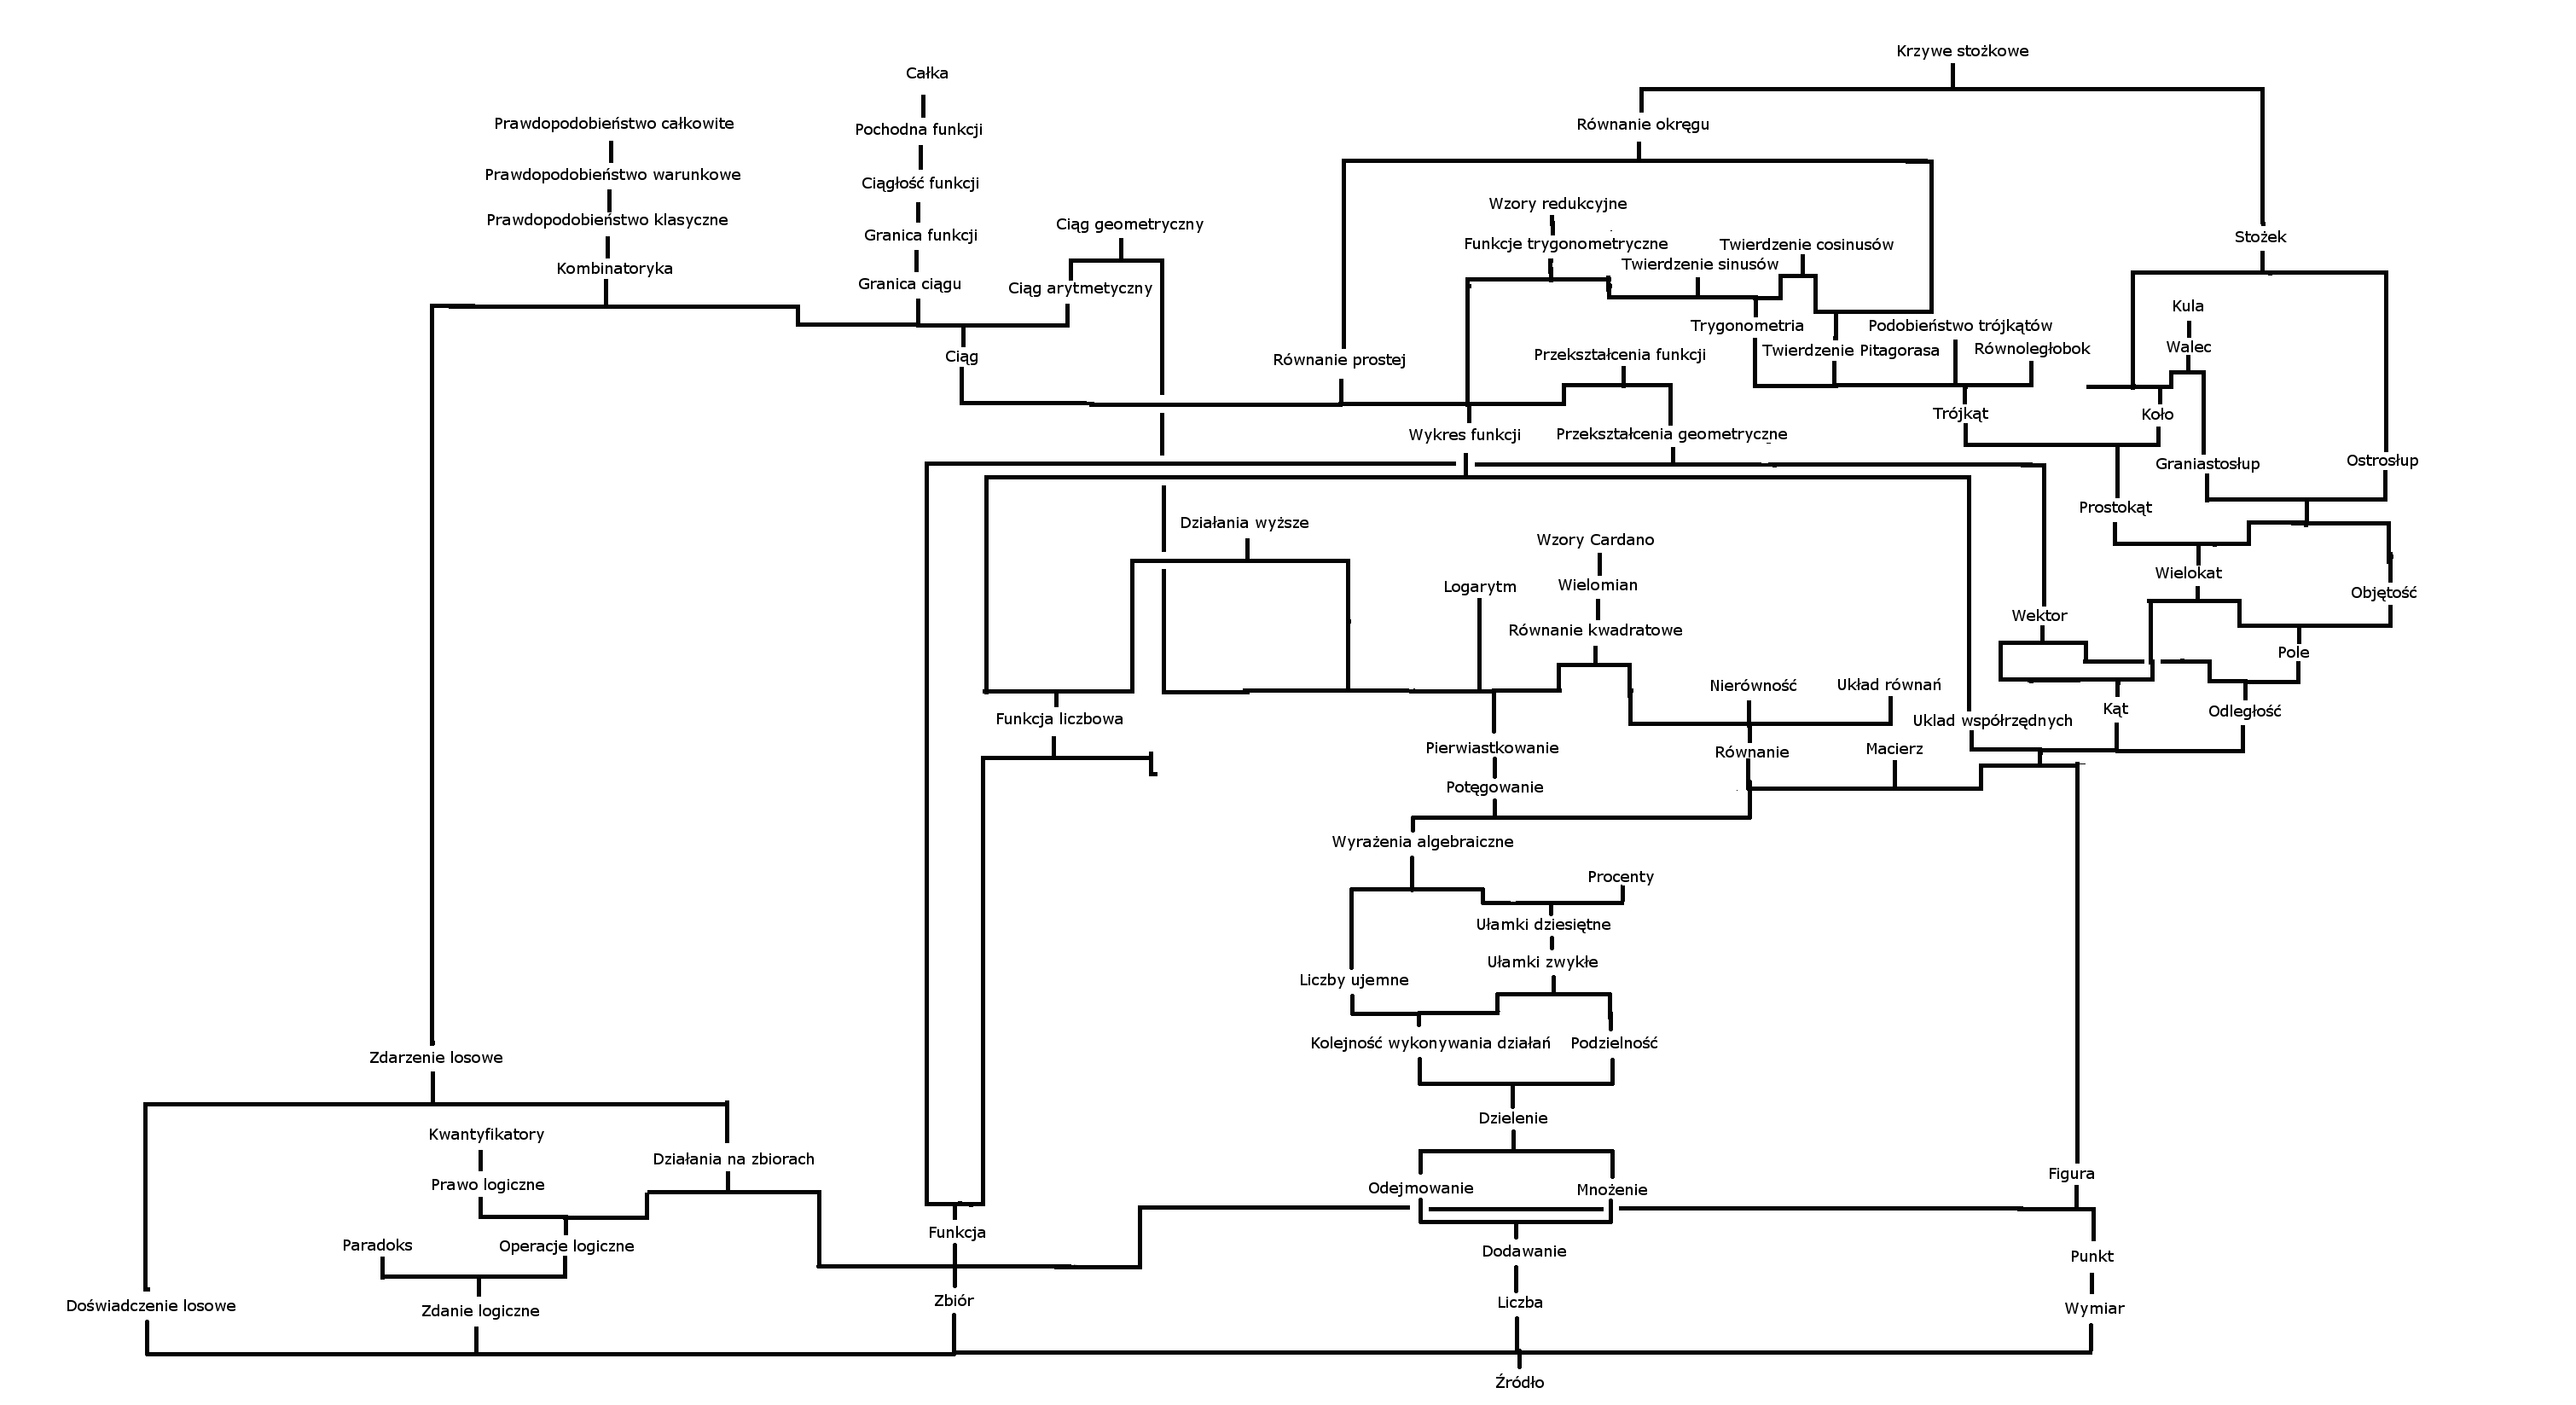 Krzywe stożkowe
Całka
Prawdopodobieństwo całkowite
Pochodna funkcji
Równanie okręgu
Prawdopodobieństwo warunkowe
Ciągłość funkcji
Wzory redukcyjne
Prawdopodobieństwo klasyczne
Ciąg geometryczny
Granica funkcji
Funkcje trygonometryczne
Twierdzenie cosinusów
Stożek
Kombinatoryka
Twierdzenie sinusów
Granica ciągu
Ciąg arytmetyczny
Kula
Trygonometria
Podobieństwo trójkątów
Walec
Ciąg
Równanie prostej
Przekształcenia funkcji
Twierdzenie Pitagorasa
Równoległobok
Trójkąt
Koło
Wykres funkcji
Przekształcenia geometryczne
Graniastosłup
Ostrosłup
Prostokąt
Działania wyższe
Wzory Cardano
Wielokat
Logarytm
Wielomian
Objętość
Wektor
Równanie kwadratowe
Pole
Nierówność
Układ równań
Kąt
Odległość
Funkcja liczbowa
Uklad współrzędnych
Pierwiastkowanie
Równanie
Macierz
Potęgowanie
Wyrażenia algebraiczne
Procenty
Ułamki dziesiętne
Ułamki zwykłe
Liczby ujemne
Kolejność wykonywania działań
Podzielność
Zdarzenie losowe
Dzielenie
Kwantyfikatory
Działania na zbiorach
Figura
Prawo logiczne
Odejmowanie
Mnożenie
Funkcja
Paradoks
Operacje logiczne
Dodawanie
Punkt
Doświadczenie losowe
Zdanie logiczne
Zbiór
Liczba
Wymiar
Źródło